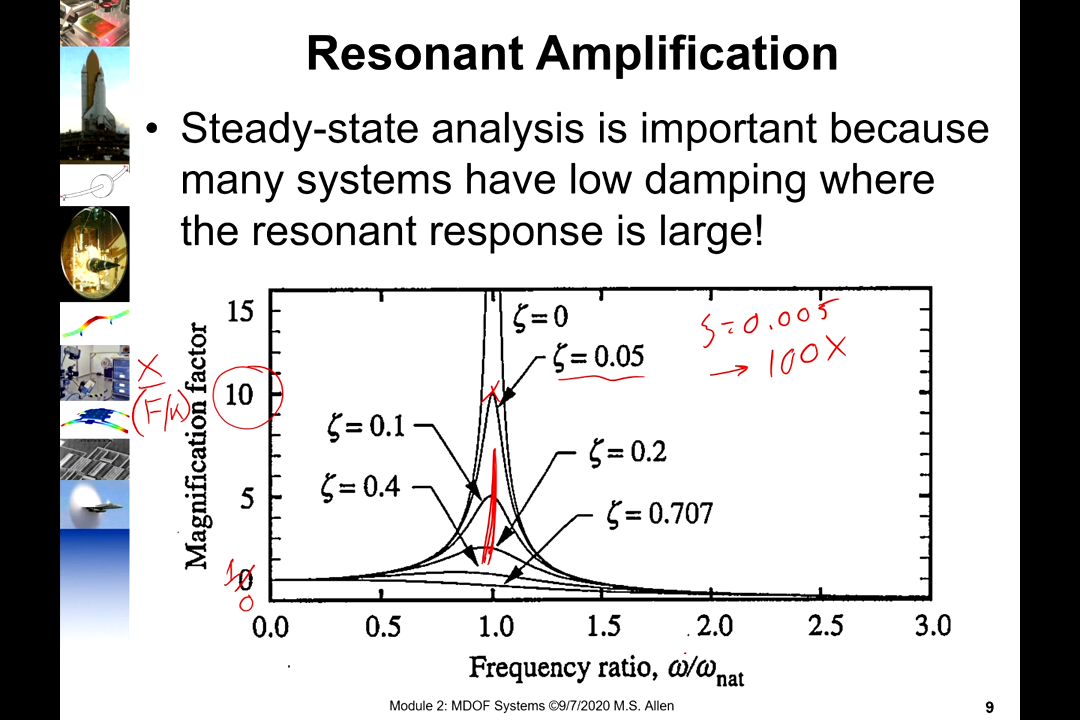 Resonant Amplification
• Steady-state analysis is important because
many systems have low damping where
the resonant response is large!
Magnification factor
X
(F/k)
15
10
5
0
1
0
ζ = 0
ζ = 0.05
ζ = 0.1
ζ = 0.2
ζ = 0.4
ζ = 0.707
ζ = 0.005
→ 100X
0.0 0.5 1.0 1.5 2.0 2.5 3.0
Frequency ratio, ω/ωnat
Module 2: MDOF Systems ©9/7/2020 M.S. Allen
9